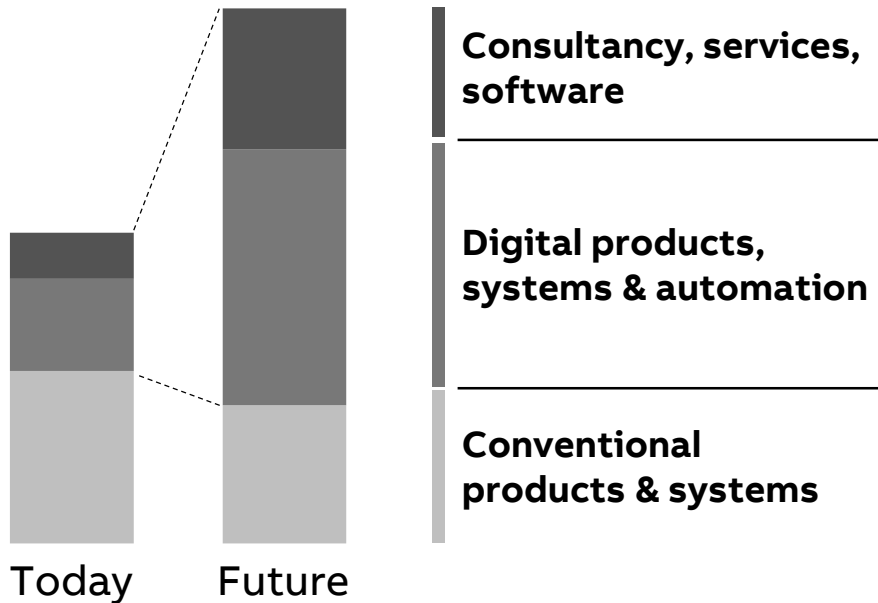 Consultancy, services,
software
Digital products,
systems & automation
Conventional
products & systems
Today
Future